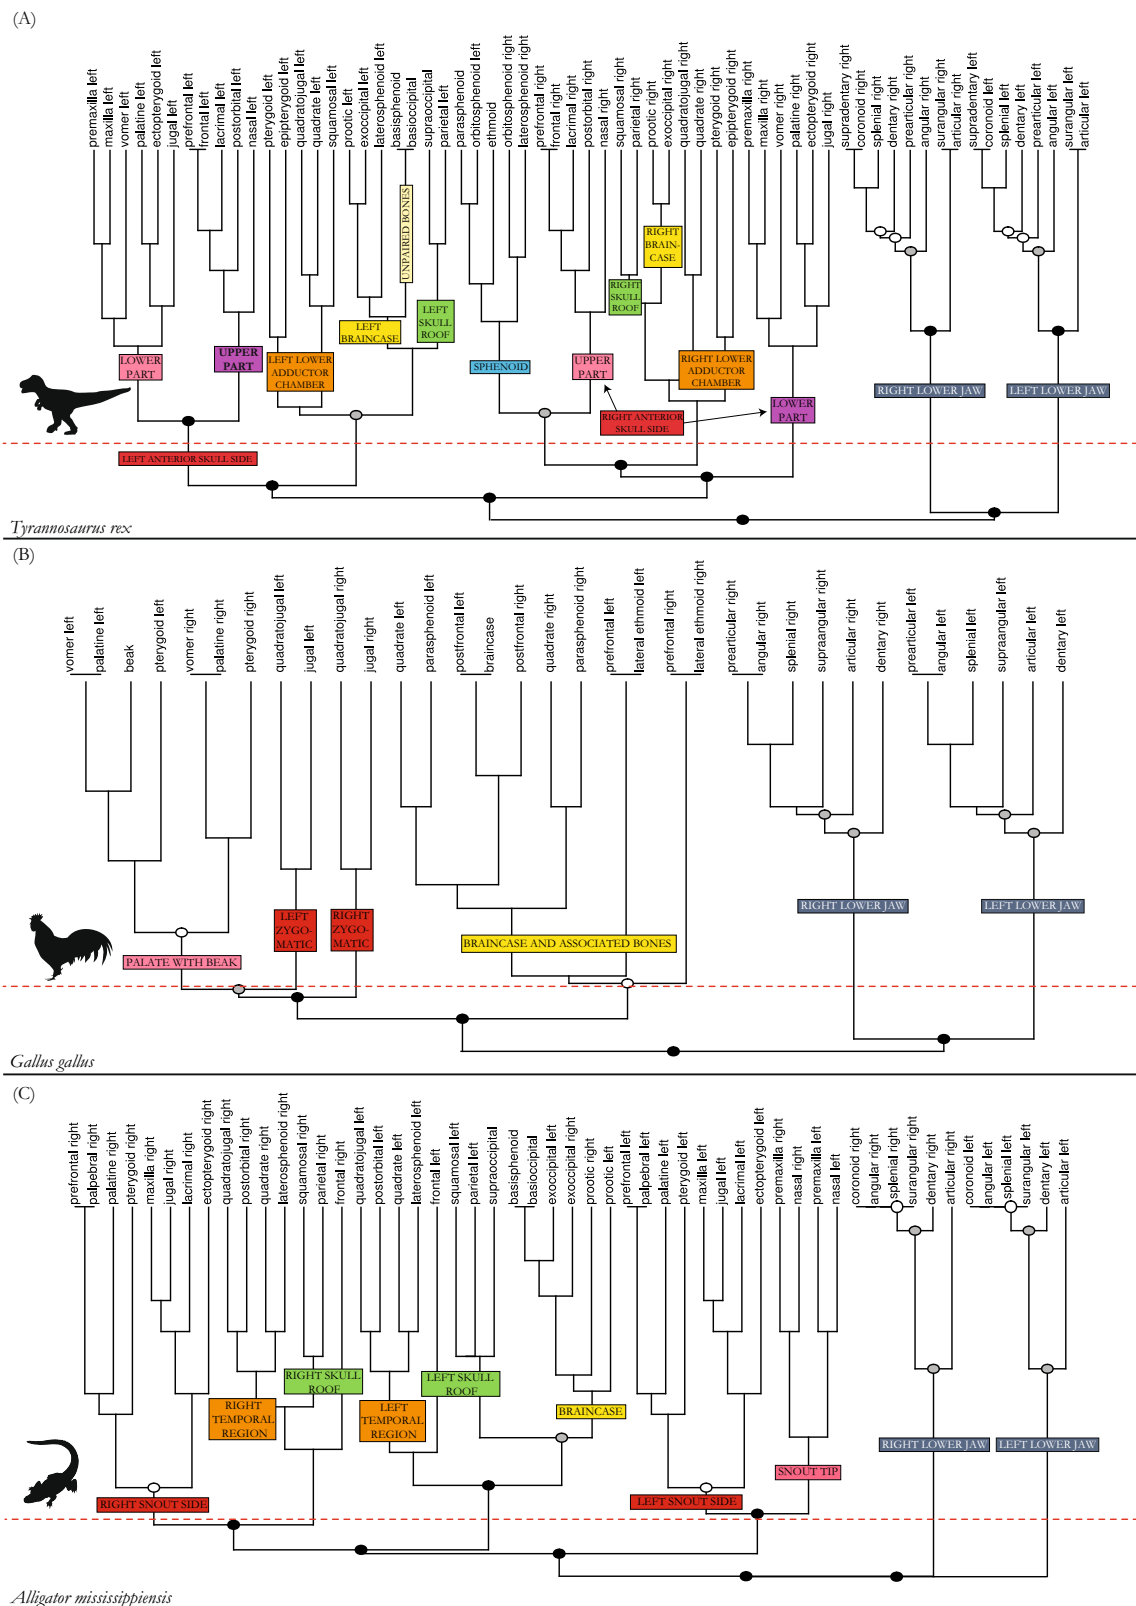 (A)
premaxilla left
maxilla left
vomer left
palatine left
ectopterygoid left
jugal left
prefrontal left
frontal left
lacrimal left
postorbital left
nasal left
pterygoid left
epipterygoid left
quadratojugal left
quadrate left
squamosal left
prootic left
exoccipital left
laterosphenoid left
basisphenoid
basioccipital
supraoccipital
parietal left
parasphenoid
orbitosphenoid left
ethmoid
orbitosphenoid right
laterosphenoid right
prefrontal right
frontal right
lacrimal right
postorbital right
nasal right
squamosal right
parietal right
prootic right
exoccipital right
quadratojugal right
quadrate right
pterygoid right
epipterygoid right
premaxilla right
maxilla right
vomer right
palatine right
ectopterygoid right
jugal right
supradentary right
coronoid right
splenial right
dentary right
prearticular right
angular right
surangular right
articular right
supradentary left
coronoid left
splenial left
dentary left
prearticular left
angular left
surangular left
articular left
UNPAIRED BONES
RIGHT
BRAIN-
CASE
RIGHT
SKULL
ROOF
LEFT
SKULL
ROOF
LEFT
BRAINCASE
LOWER
PART
UPPER
PART
LEFT LOWER
ADDUCTOR
CHAMBER
SPHENOID
UPPER
PART
RIGHT LOWER
ADDUCTOR
CHAMBER
RIGHT LOWER JAW
LEFT LOWER JAW
RIGHT ANTERIOR
SKULL SIDE
LOWER
PART
LEFT ANTERIOR SKULL SIDE
Tyrannosaurus rex
(B)
vomer left
palatine left
beak
pterygoid left
vomer right
palatine right
pterygoid right
quadratojugal left
jugal left
quadratojugal right
jugal right
quadrate left
parasphenoid left
postfrontal left
braincase
postfrontal right
quadrate right
parasphenoid right
prefrontal left
lateral ethmoid left
prefrontal right
lateral ethmoid right
prearticular right
angular right
splenial right
supraangular right
articular right
dentary right
prearticular left
angular left
splenial left
supraangular left
articular left
dentary left
RIGHT LOWER JAW
LEFT LOWER JAW
LEFT
ZYGO-
MATIC
RIGHT
ZYGO-
MATIC
BRAINCASE AND ASSOCIATED BONES
PALATE WITH BEAK
Gallus gallus
(C)
prefrontal right
palpebral right
palatine right
pterygoid right
maxilla right
jugal right
lacrimal right
ectopterygoid right
quadratojugal right
postorbital right
quadrate right
laterosphenoid right
squamosal right
parietal right
frontal right
quadratojugal left
postorbital left
quadrate left
laterosphenoid left
frontal left
squamosal left
parietal left
supraoccipital
basisphenoid
basioccipital
exoccipital left
exoccipital right
prootic right
prootic left
prefrontal left
palpebral left
palatine left
pterygoid left
maxilla left
jugal left
lacrimal left
ectopterygoid left
premaxilla right
nasal right
premaxilla left
nasal left
coronoid right
angular right
splenial right
surangular right
dentary right
articular right
coronoid left
angular left
splenial left
surangular left
dentary left
articular left
RIGHT SKULL
ROOF
LEFT SKULL
ROOF
RIGHT
TEMPORAL
REGION
LEFT
TEMPORAL
REGION
BRAINCASE
RIGHT LOWER JAW
LEFT LOWER JAW
SNOUT TIP
RIGHT SNOUT SIDE
LEFT SNOUT SIDE
Alligator mississippiensis